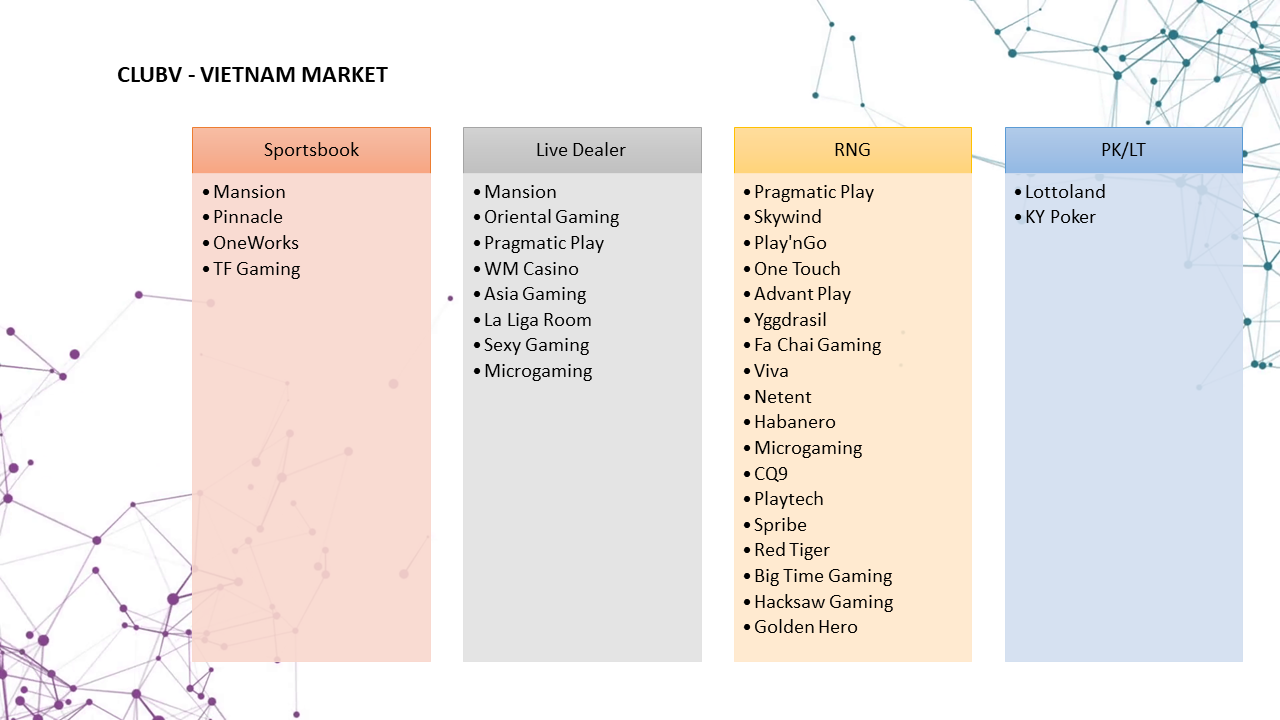 CLUBV - VIETNAM MARKET
Sportsbook
•Mansion
•Pinnacle
•OneWorks
•TF Gaming
Live Dealer
•Mansion
•Oriental Gaming
•Pragmatic Play
•WM Casino
•Asia Gaming
•La Liga Room
•Sexy Gaming
•Microgaming
RNG
•Pragmatic Play
•Skywind
•Play'nGo
•One Touch
•Advant Play
•Yggdrasil
•Fa Chai Gaming
•Viva
•Netent
•Habanero
•Microgaming
•CQ9
•Playtech
•Spribe
•Red Tiger
•Big Time Gaming
•Hacksaw Gaming
•Golden Hero
PK/LT
•Lottoland
•KY Poker